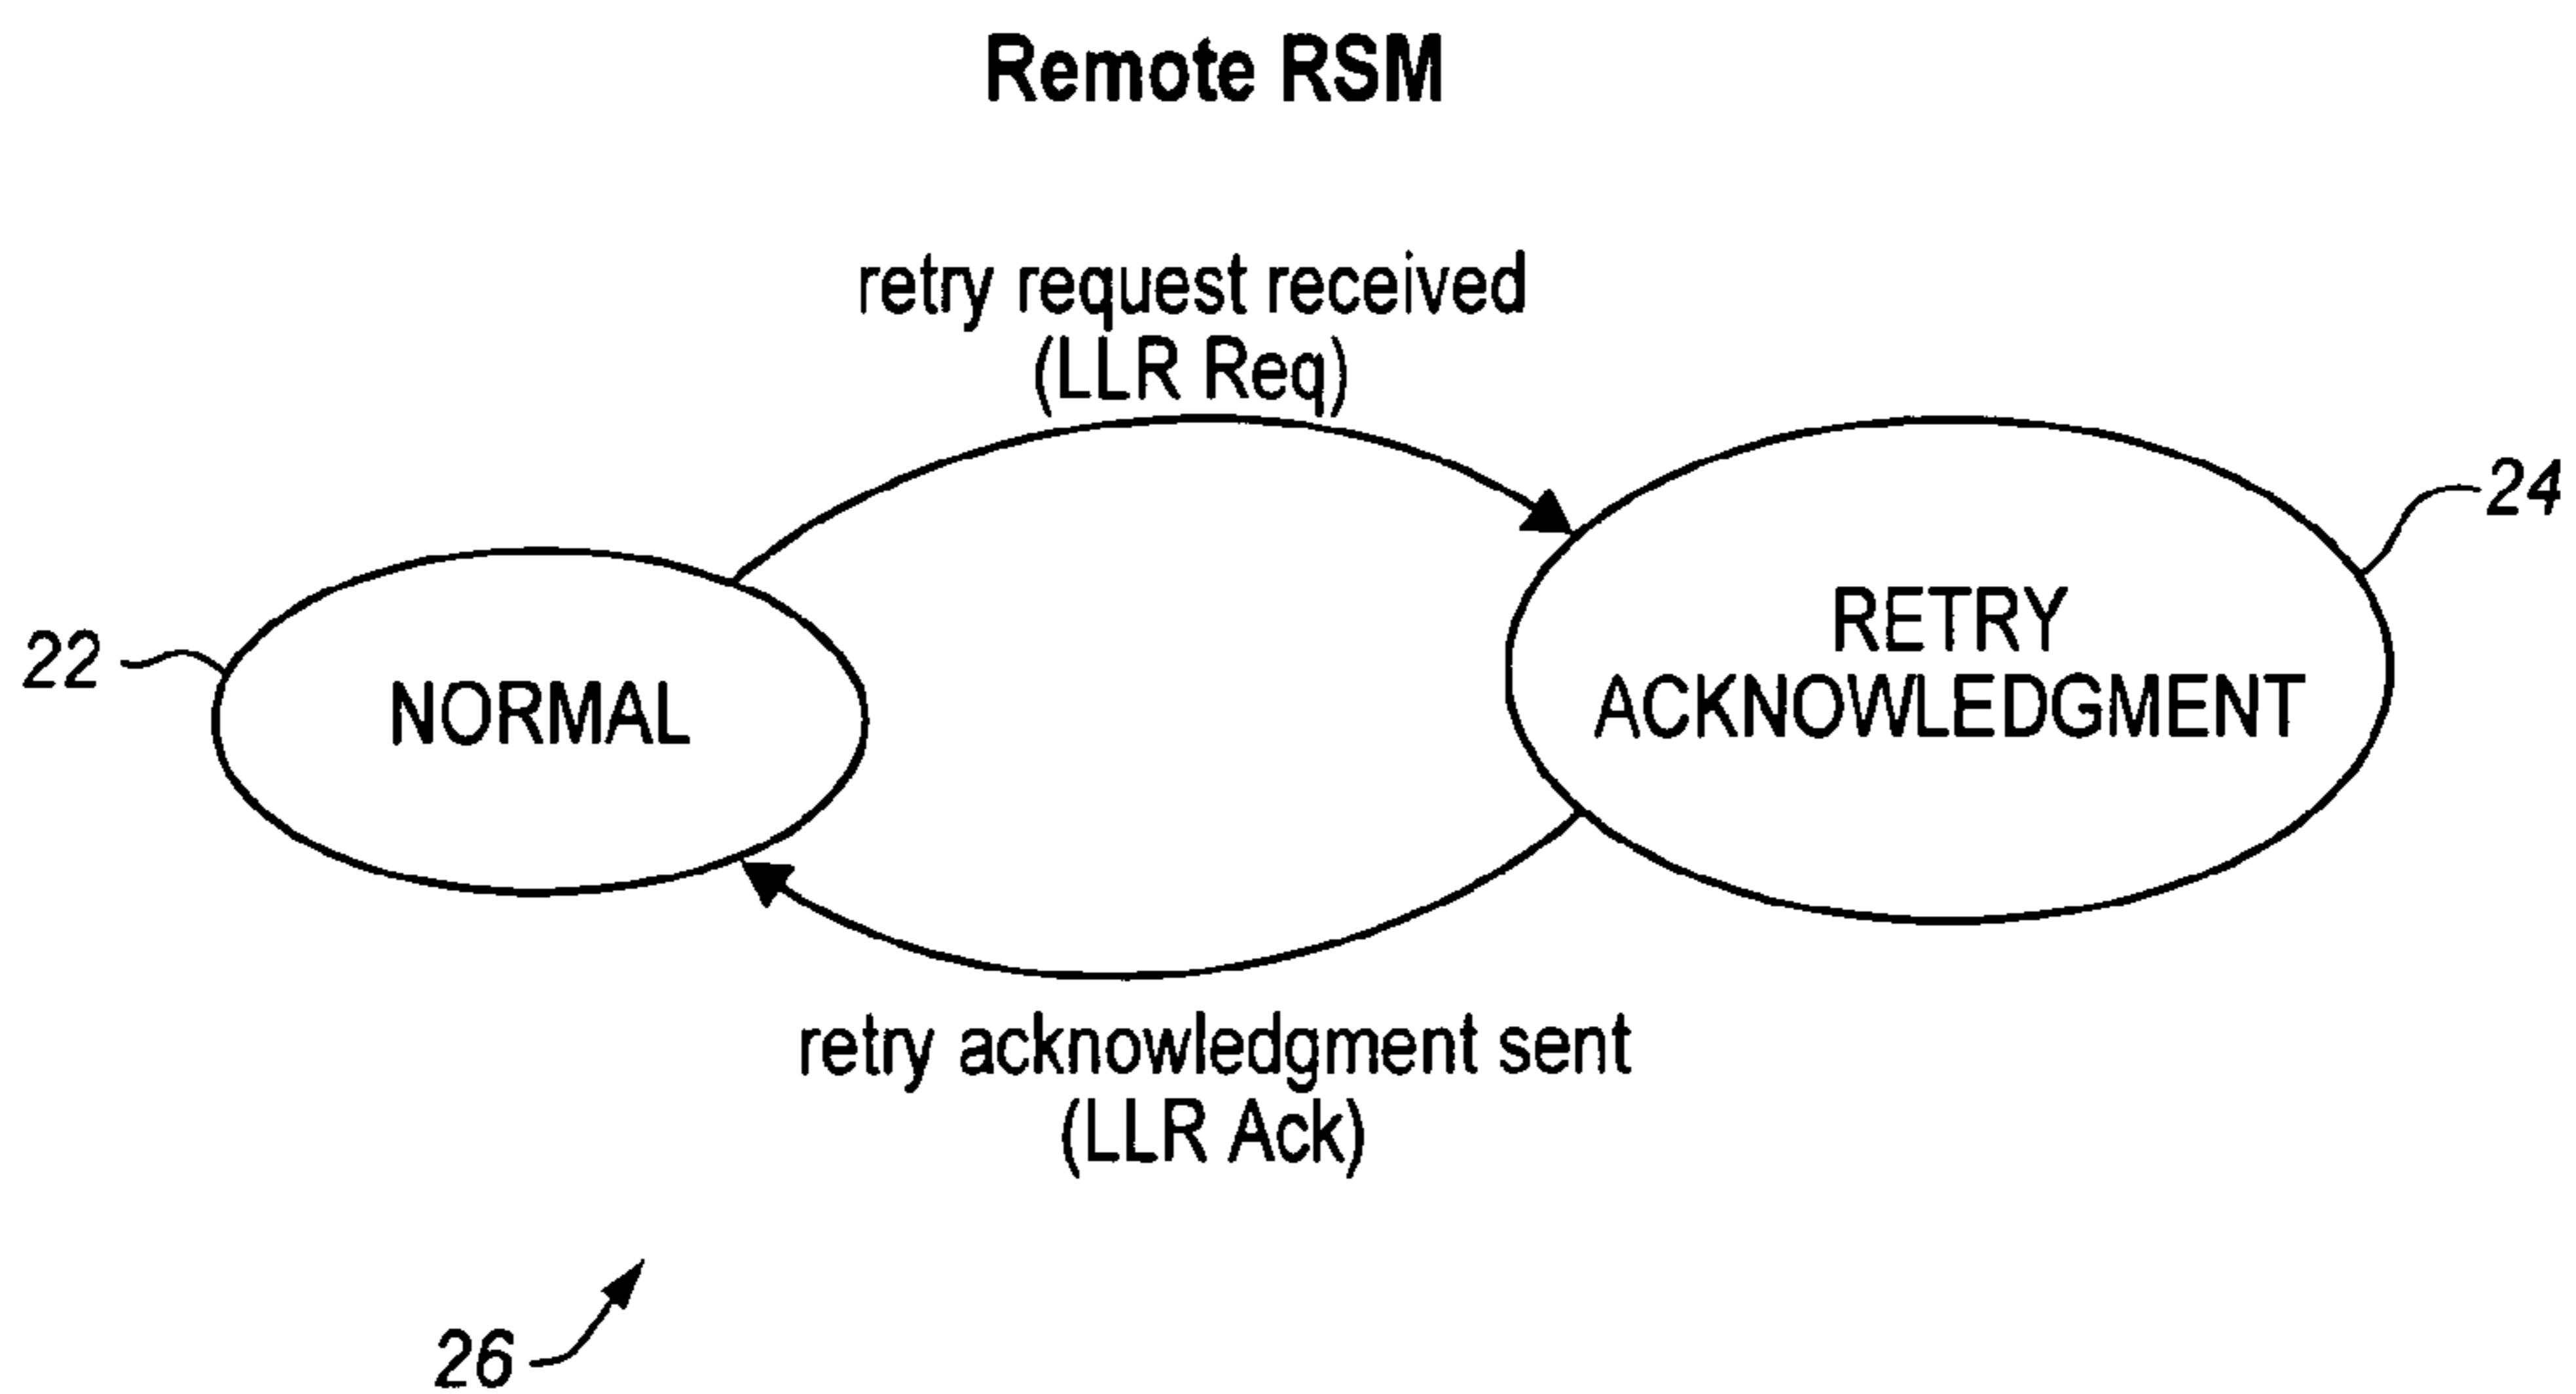 Remote RSM
retry request received
(LLR Req)
24
RETRY
ACKNOWLEDGMENT
22
NORMAL
retry acknowledgment sent
(LLR Ack)
26